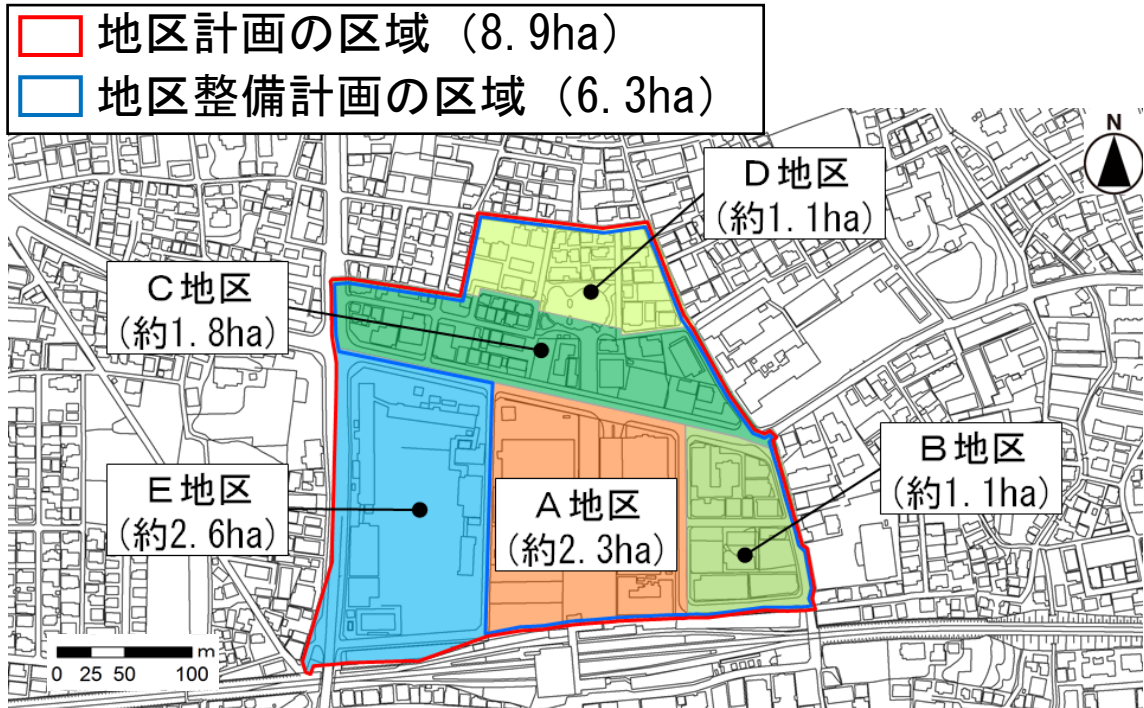 地区計画の区域（8.9ha）
地区整備計画の区域（6.3ha）
N
D地区
(約1.1ha)
C地区
(約1.8ha)
B地区
(約1.1ha)
E地区
(約2.6ha)
A地区
(約2.3ha)
m
0 25 50 100